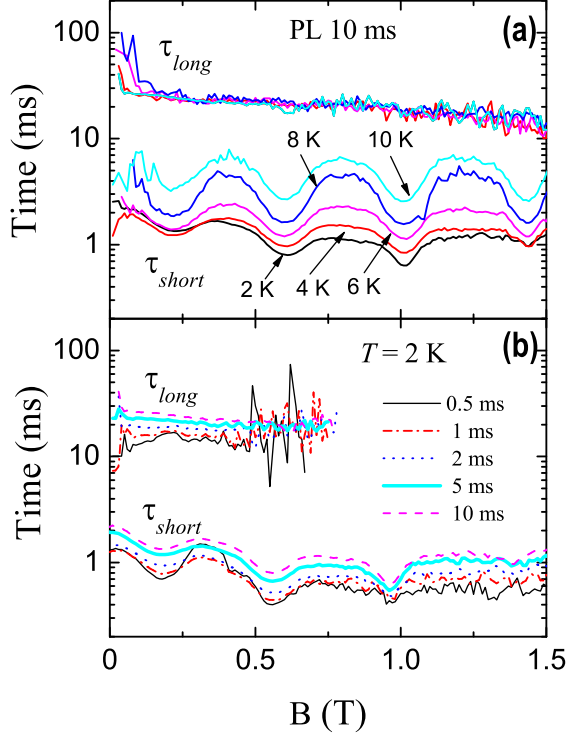 100
PL 10 ms
(a)
τlong
10
8 K
10 K
1
τshort
2 K
4 K
6 K
Time (ms)
100
T = 2 K
(b)
τlong
0.5 ms
1 ms
2 ms
5 ms
10 ms
10
τshort
1
Time (ms)
0.0
0.5
1.0
1.5
B (T)